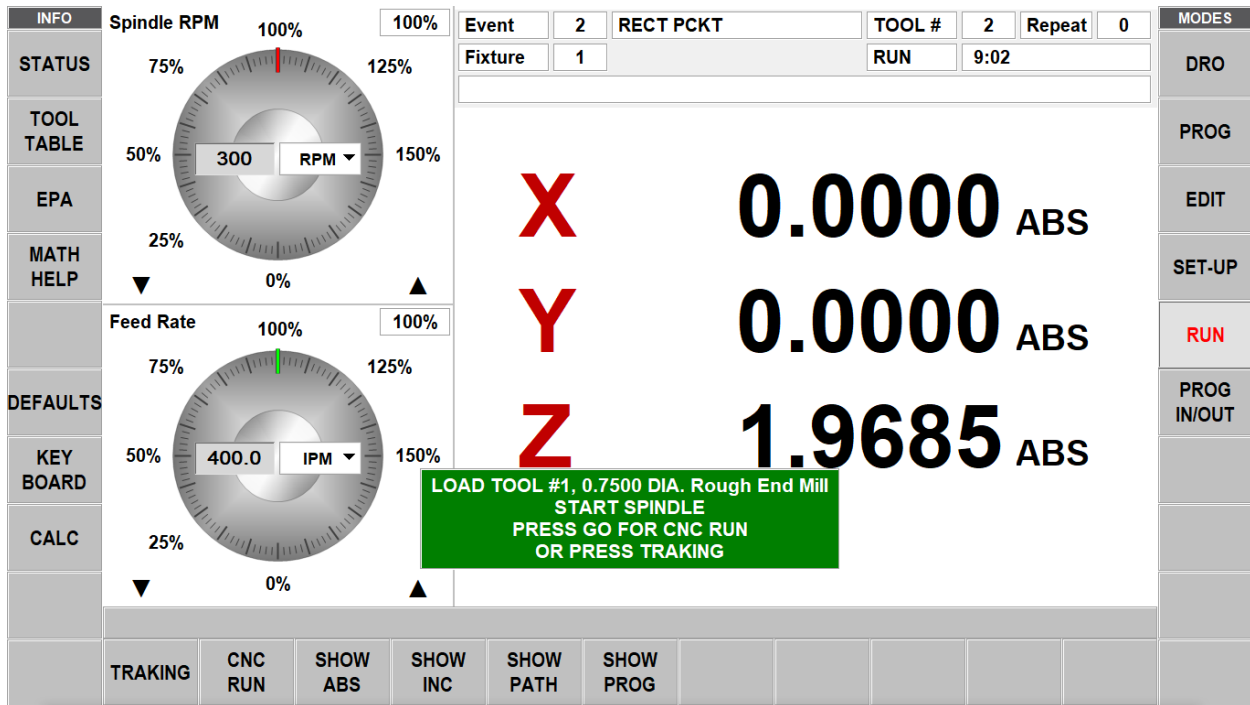 INFO
STATUS
TOOL
TABLE
EPA
MATH
HELP
DEFAULTS
KEY
BOARD
CALC
Spindle RPM
100%
100%
75%
125%
50%
300
RPM
150%
25%
0%
Feed Rate
100%
100%
75%
125%
50%
400.0
IPM
150%
25%
0%
Event 2 RECT PCKT TOOL # 2 Repeat 0
Fixture 1 RUN 9:02
X 0.0000 ABS
Y 0.0000 ABS
Z 1.9685 ABS
LOAD TOOL #1, 0.7500 DIA. Rough End Mill
START SPINDLE
PRESS GO FOR CNC RUN
OR PRESS TRAKING
MODES
DRO
PROG
EDIT
SET-UP
RUN
PROG
IN/OUT
TRAKING
CNC
RUN
SHOW
ABS
SHOW
INC
SHOW
PATH
SHOW
PROG